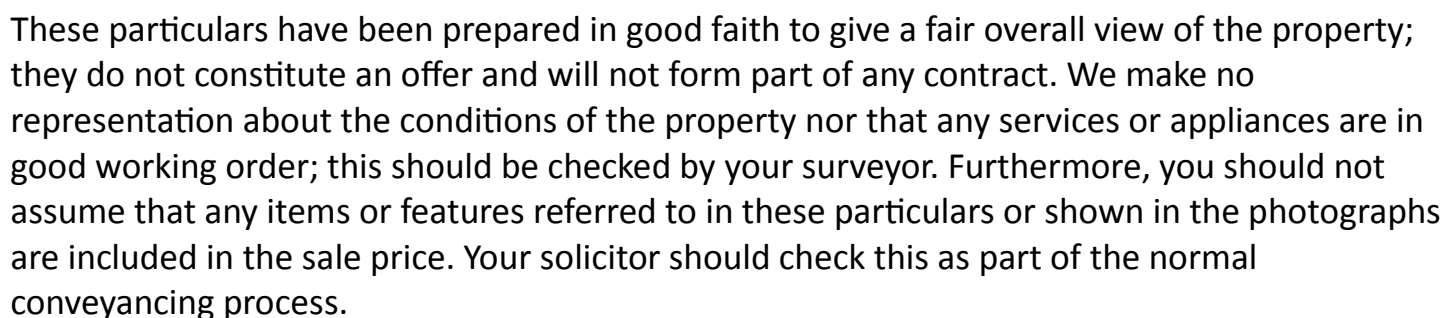 These particulars have been prepared in good faith to give a fair overall view of the property;
they do not constitute an offer and will not form part of any contract. We make no
representation about the conditions of the property nor that any services or appliances are in
good working order; this should be checked by your surveyor. Furthermore, you should not
assume that any items or features referred to in these particulars or shown in the photographs
are included in the sale price. Your solicitor should check this as part of the normal
conveyancing process.